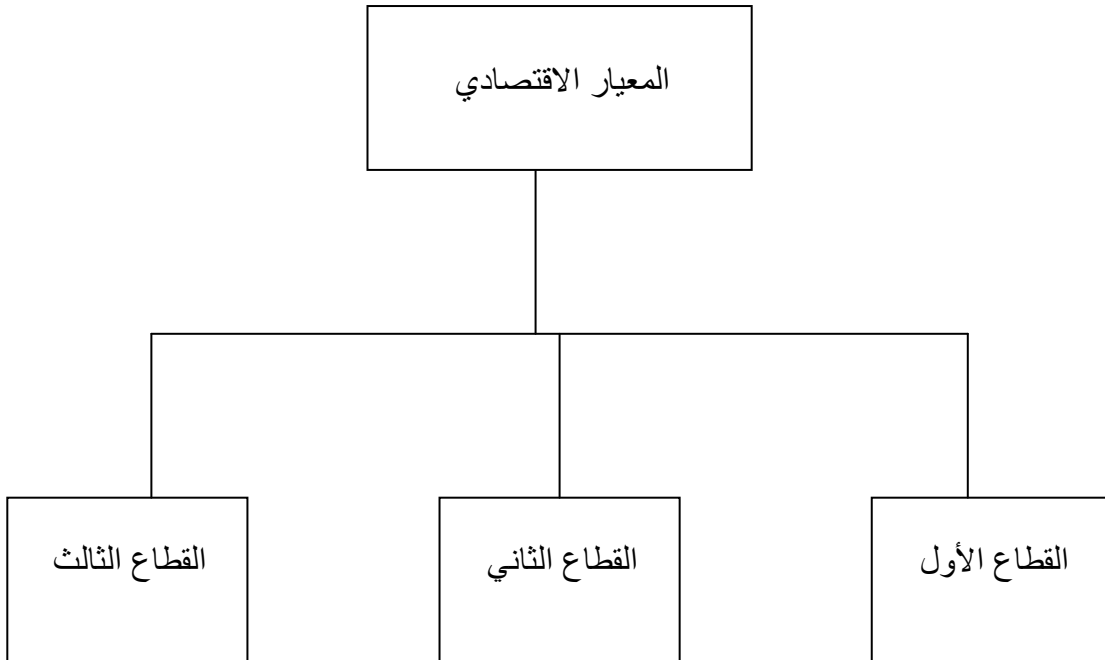 المعيار الاقتصادي
القطاع الأول
القطاع الثاني
القطاع الثالث